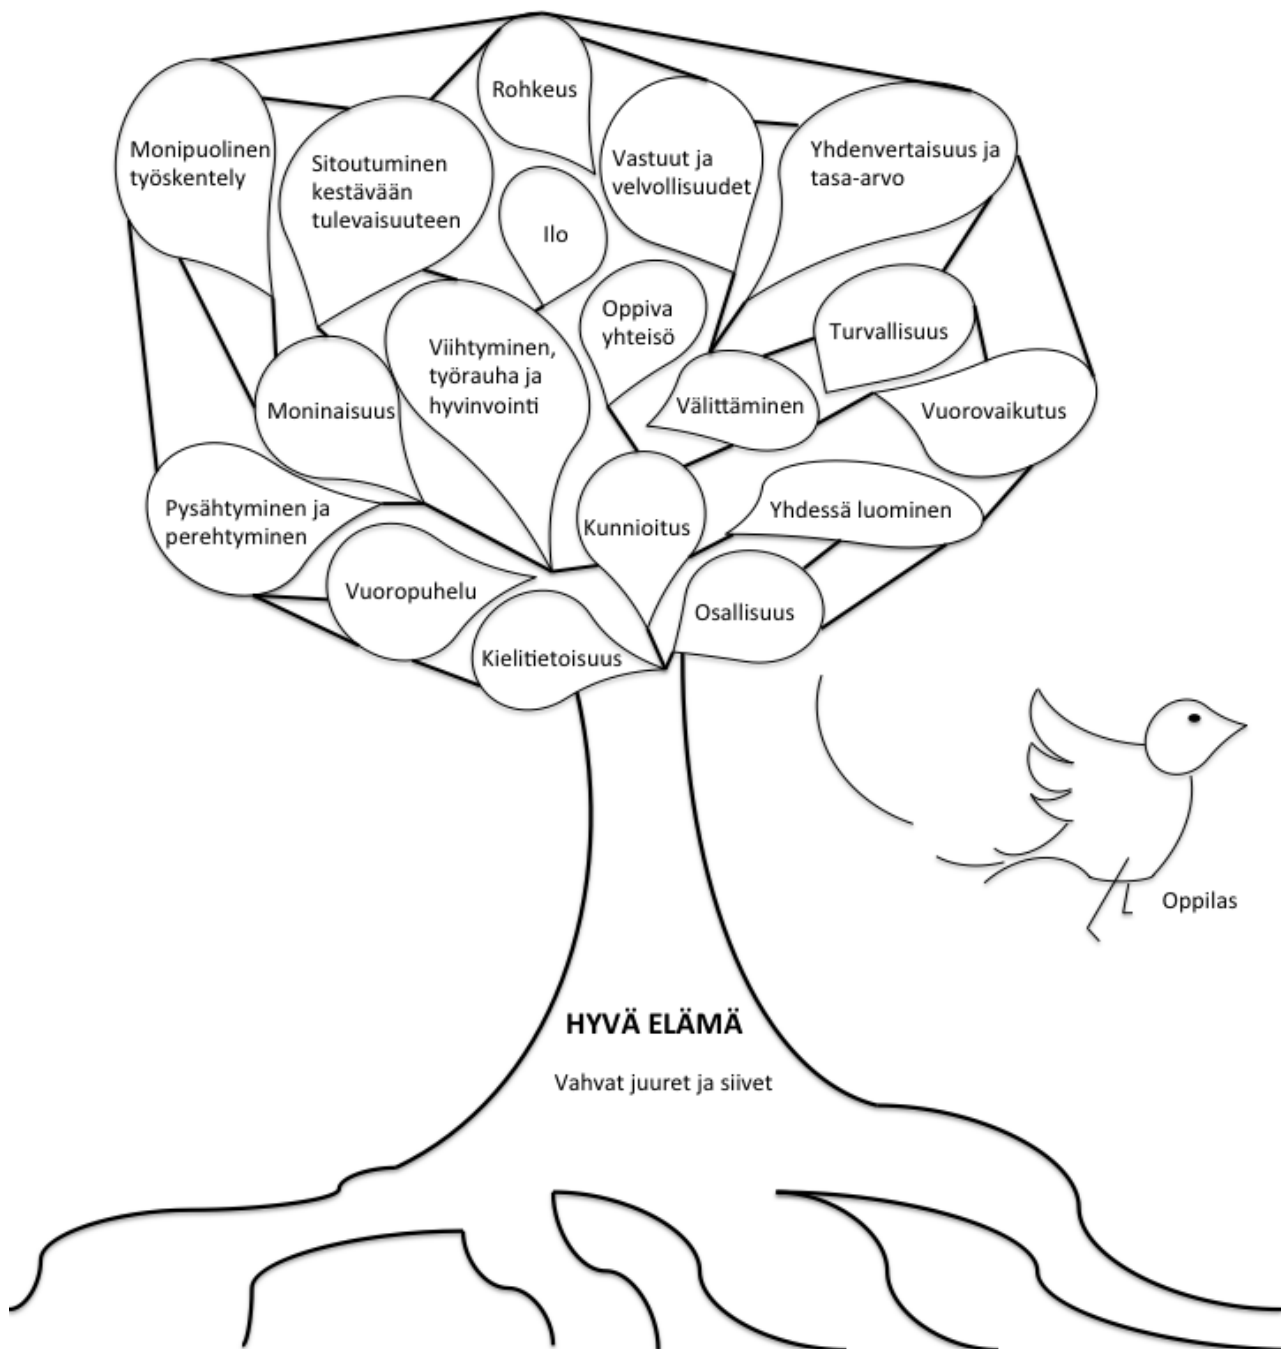 Rohkeus
Monipuolinen
työskentely
Sitoutuminen
kestävään
tulevaisuuteen
Vastuut ja
velvollisuudet
Yhdenvertaisuus ja
tasa-arvo
Ilo
Oppiva
yhteisö
Turvallisuus
Viihtyminen,
työrauha ja
hyvinvointi
Moninaisuus
Välittäminen
Vuorovaikutus
Pysähtyminen ja
perehtyminen
Kunnioitus
Yhdessä luominen
Vuoropuhelu
Osallisuus
Kielitietoisuus
Oppilas
HYVÄ ELÄMÄ
Vahvat juuret ja siivet